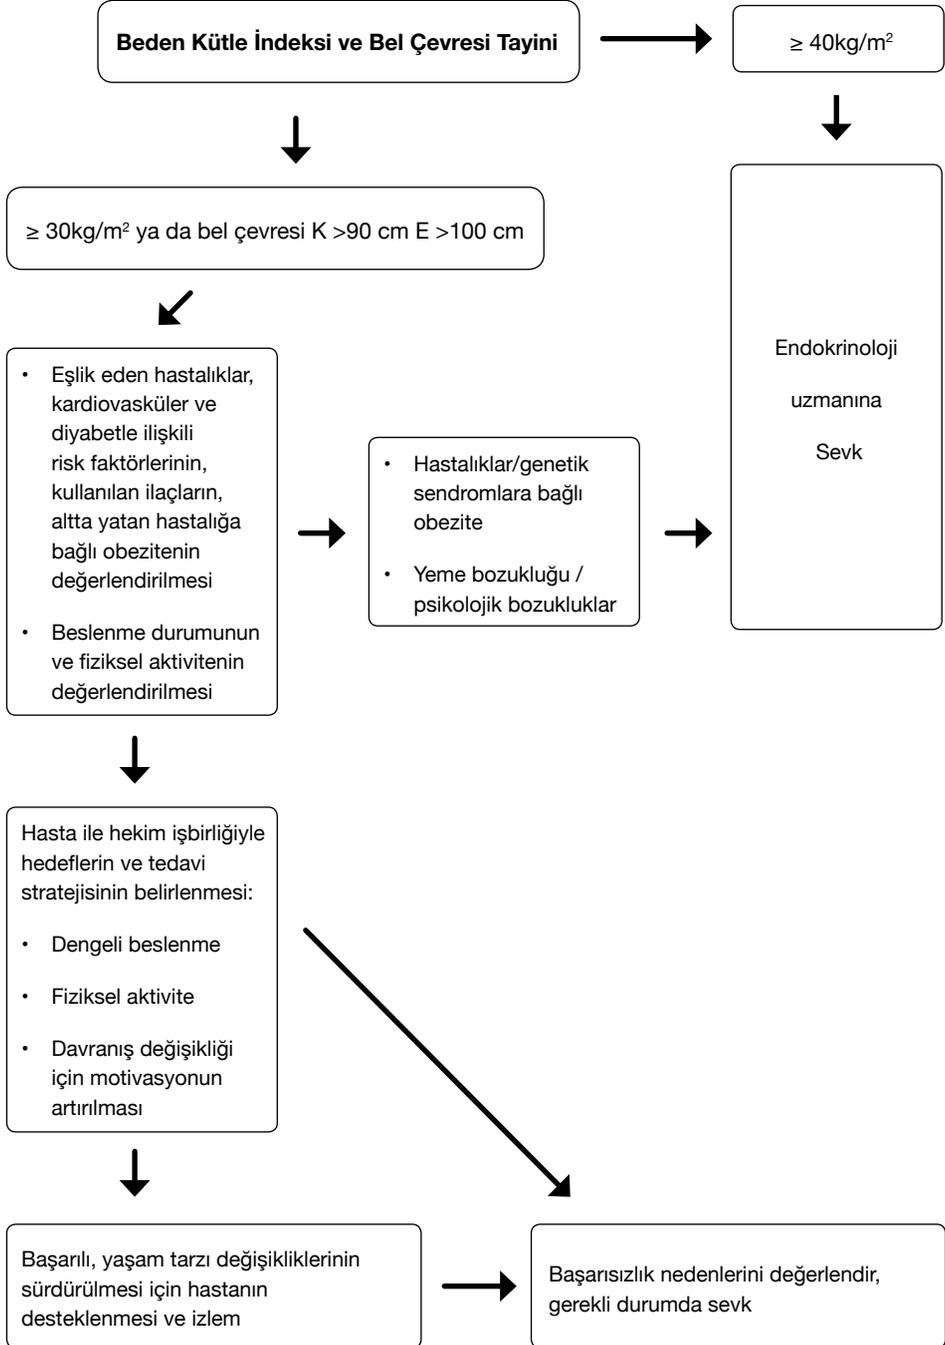 Beden Kütle İndeksi ve Bel Çevresi Tayini
≥ 40kg/m²
≥ 30kg/m² ya da bel çevresi K >90 cm E >100 cm
• Eşlik eden hastalıklar,
kardiovasküler ve
diyabetle ilişkili
risk faktörlerinin,
kullanılan ilaçların,
altta yatan hastalığa
bağlı obezitenin
değerlendirilmesi
• Beslenme durumunun
ve fiziksel aktivitenin
değerlendirilmesi
• Hastalıklar/genetik
sendromlara bağlı
obezite
• Yeme bozukluğu /
psikolojik bozukluklar
Endokrinoloji
uzmanına
Sevk
Hasta ile hekim işbirliğiyle
hedeflerin ve tedavi
stratejisinin belirlenmesi:
• Dengeli beslenme
• Fiziksel aktivite
• Davranış değişikliği
için motivasyonun
artırılması
Başarılı, yaşam tarzı değişikliklerinin
sürdürülmesi için hastanın
desteklenmesi ve izlem
Başarısızlık nedenlerini değerlendir,
gerekli durumda sevk